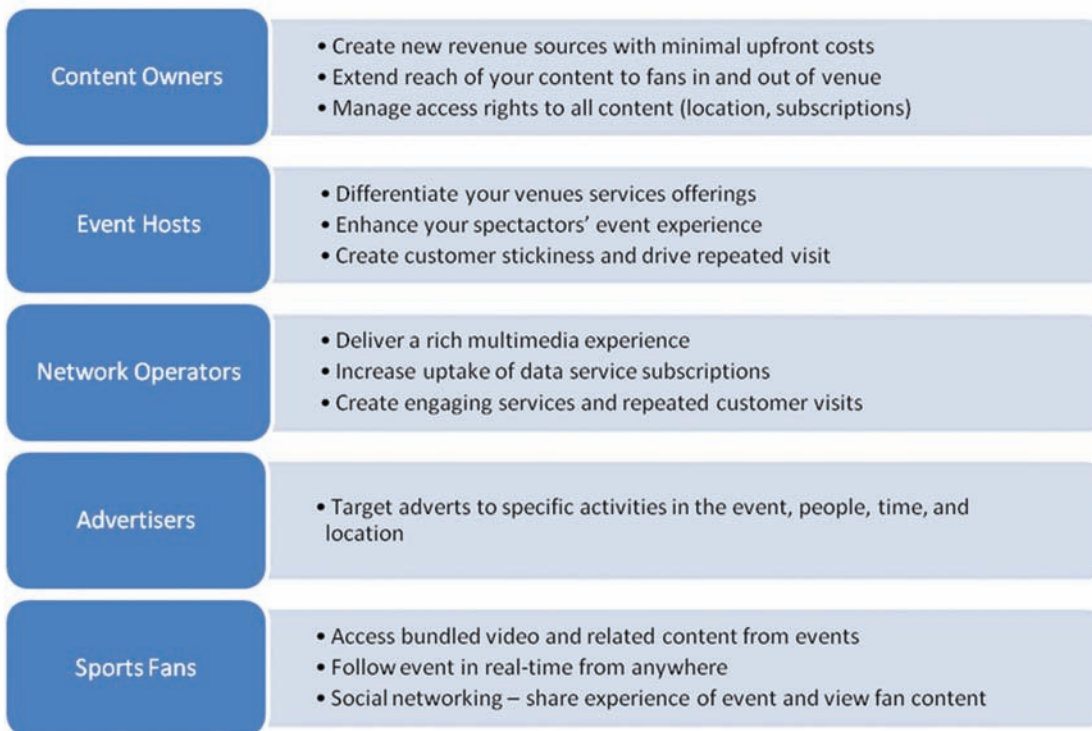 Content Owners
• Create new revenue sources with minimal upfront costs
• Extend reach of your content to fans in and out of venue
• Manage access rights to all content (location, subscriptions)
Event Hosts
• Differentiate your venues services offerings
• Enhance your spectactors’ event experience
• Create customer stickiness and drive repeated visit
Network Operators
• Deliver a rich multimedia experience
• Increase uptake of data service subscriptions
• Create engaging services and repeated customer visits
Advertisers
• Target adverts to specific activities in the event, people, time, and
location
Sports Fans
• Access bundled video and related content from events
• Follow event in real-time from anywhere
• Social networking – share experience of event and view fan content